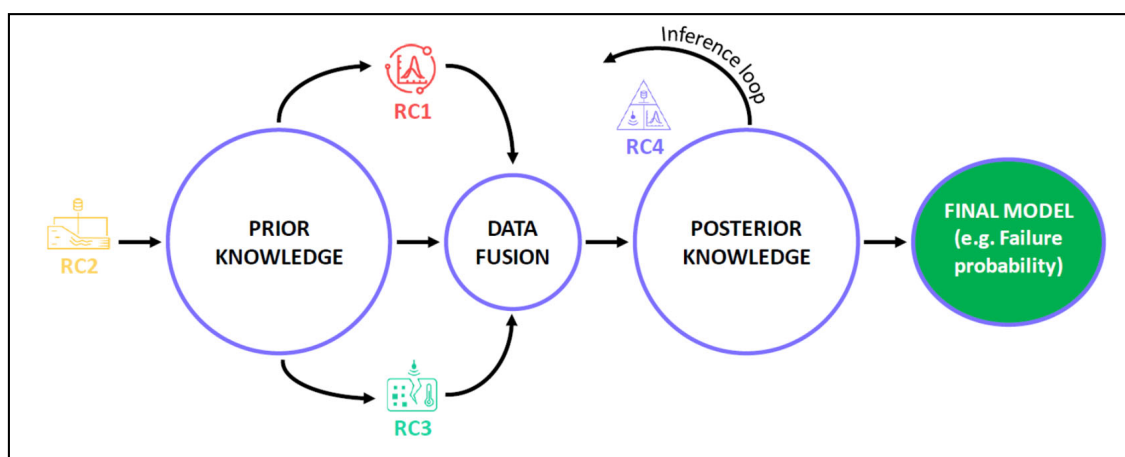 RC2
PRIOR
KNOWLEDGE
RC1
RC3
DATA
FUSION
Inference loop
RC4
POSTERIOR
KNOWLEDGE
FINAL MODEL
(e.g. Failure
probability)